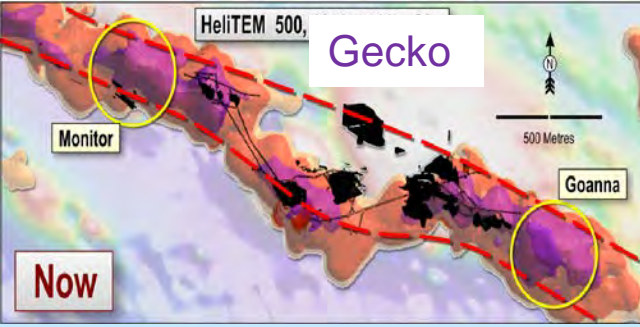 HeliTEM 500,
Gecko
N
500 Metres
Monitor
Goanna
Now